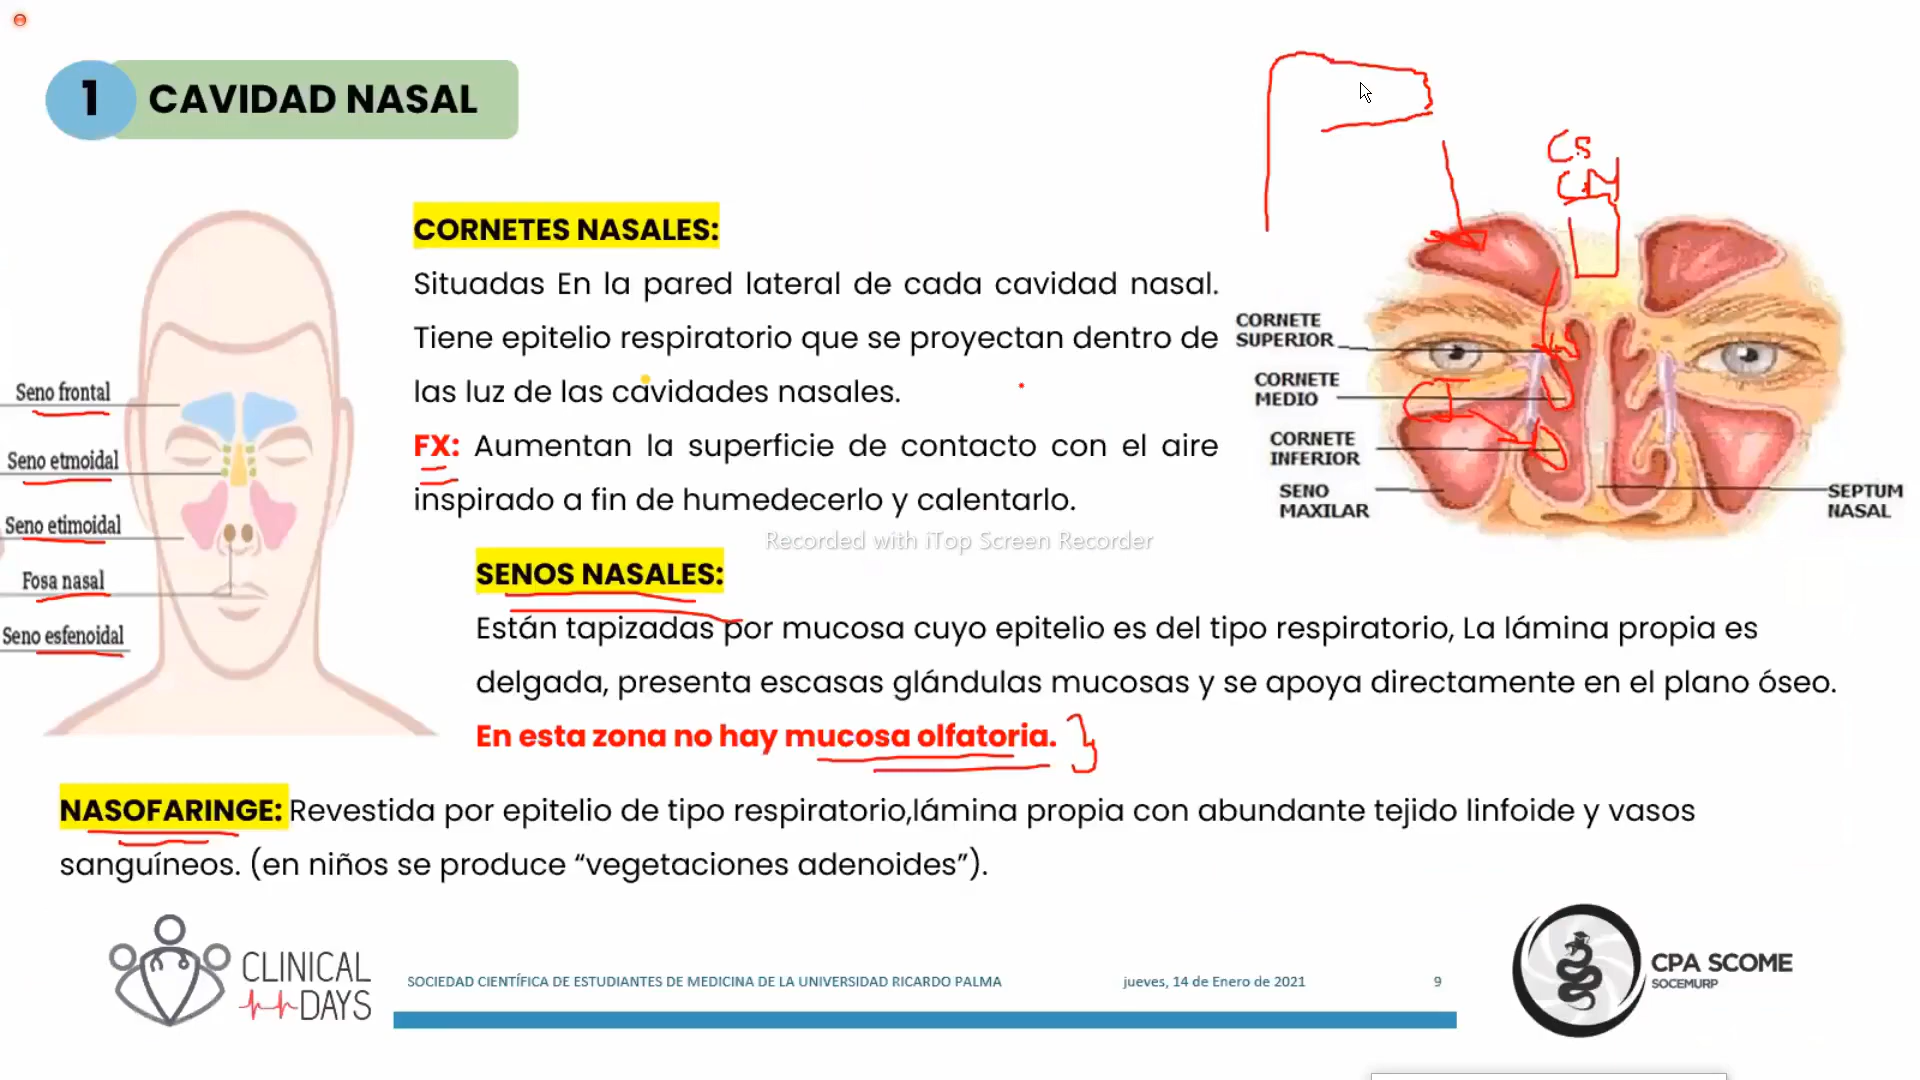 1 CAVIDAD NASAL
CORNETES NASALES:
Situadas En la pared lateral de cada cavidad nasal.
Tiene epitelio respiratorio que se proyectan dentro de
las luz de las cavidades nasales.
FX: Aumentan la superficie de contacto con el aire
inspirado a fin de humedecerlo y calentarlo.
Seno frontal
Seno etmoidal
Seno etimoidal
Fosa nasal
Seno esfenoidal
Cs
CORNETE
SUPERIOR
CORNETE
MEDIO
CORNETE
INFERIOR
SENO
MAXILAR
SEPTUM
NASAL
Recorded with iTop Screen Recorder
SENOS NASALES:
Están tapizadas por mucosa cuyo epitelio es del tipo respiratorio, La lámina propia es
delgada, presenta escasas glándulas mucosas y se apoya directamente en el plano óseo.
En esta zona no hay mucosa olfatoria.
NASOFARINGE: Revestida por epitelio de tipo respiratorio,lámina propia con abundante tejido linfoide y vasos
sanguíneos. (en niños se produce “vegetaciones adenoides”).
CLINICAL
DAYS
SOCIEDAD CIENTÍFICA DE ESTUDIANTES DE MEDICINA DE LA UNIVERSIDAD RICARDO PALMA
jueves, 14 de Enero de 2021
9
CPA SCOME
SOCEMURP